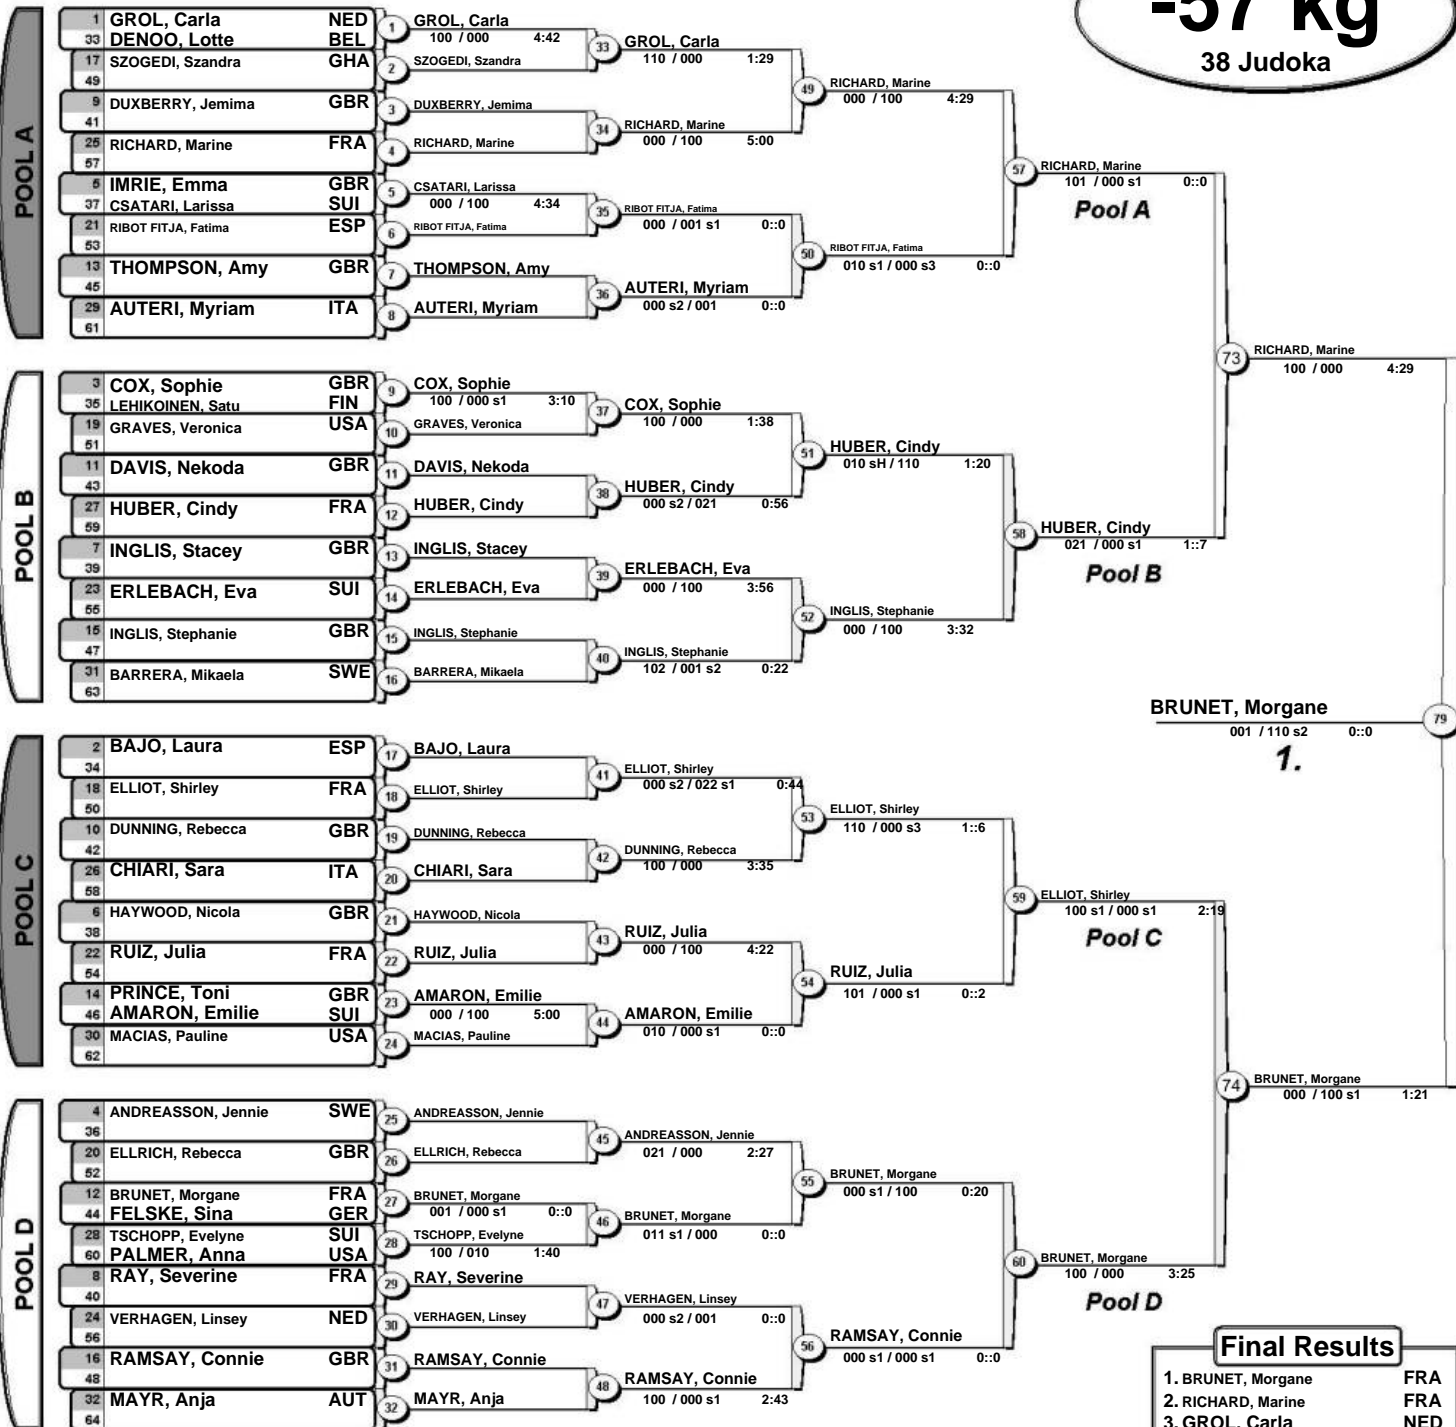 -57 kg
38 Judoka
POOL A
1 GROL, Carla NED
33 DENOO, Lotte BEL
17 SZOGEDI, Szandra GHA
49
9 DUXBERRY, Jemima GBR
41
25 RICHARD, Marine FRA
57
5 IMRIE, Emma GBR
37 CSATARI, Larissa SUI
21 RIBOT FITJA, Fatima ESP
53
13 THOMPSON, Amy GBR
45
29 AUTERI, Myriam ITA
61
1 GROL, Carla
100 / 000 4:42
2 SZOGEDI, Szandra
3 DUXBERRY, Jemima
4 RICHARD, Marine
5 CSATARI, Larissa
000 / 100 4:34
6 RIBOT FITJA, Fatima
7 THOMPSON, Amy
8 AUTERI, Myriam
33 GROL, Carla
110 / 000 1:29
34 RICHARD, Marine
000 / 100 5:00
35 RIBOT FITJA, Fatima
000 / 001 s1 0::0
36 AUTERI, Myriam
000 s2 / 001 0::0
49 RICHARD, Marine
000 / 100 4:29
50 RIBOT FITJA, Fatima
010 s1 / 000 s3 0::0
57 RICHARD, Marine
101 / 000 s1 0::0
Pool A
POOL B
3 COX, Sophie GBR
35 LEHIKOINEN, Satu FIN
19 GRAVES, Veronica USA
51
11 DAVIS, Nekoda GBR
43
27 HUBER, Cindy FRA
59
7 INGLIS, Stacey GBR
39
23 ERLEBACH, Eva SUI
55
15 INGLIS, Stephanie GBR
47
31 BARRERA, Mikaela SWE
63
9 COX, Sophie
100 / 000 s1 3:10
10 GRAVES, Veronica
11 DAVIS, Nekoda
12 HUBER, Cindy
13 INGLIS, Stacey
14 ERLEBACH, Eva
15 INGLIS, Stephanie
16 BARRERA, Mikaela
37 COX, Sophie
100 / 000 1:38
38 HUBER, Cindy
000 s2 / 021 0:56
39 ERLEBACH, Eva
000 / 100 3:56
40 INGLIS, Stephanie
102 / 001 s2 0:22
51 HUBER, Cindy
010 sH / 110 1:20
52 INGLIS, Stephanie
000 / 100 3:32
58 HUBER, Cindy
021 / 000 s1 1::7
Pool B
73 RICHARD, Marine
100 / 000 4:29
BRUNET, Morgane 79
001 / 110 s2 0::0
1.
POOL C
2 BAJO, Laura ESP
34
18 ELLIOT, Shirley FRA
50
10 DUNNING, Rebecca GBR
42
26 CHIARI, Sara ITA
58
6 HAYWOOD, Nicola GBR
38
22 RUIZ, Julia FRA
54
14 PRINCE, Toni GBR
46 AMARON, Emilie SUI
30 MACIAS, Pauline USA
62
17 BAJO, Laura
18 ELLIOT, Shirley
19 DUNNING, Rebecca
20 CHIARI, Sara
21 HAYWOOD, Nicola
22 RUIZ, Julia
23 AMARON, Emilie
000 / 100 5:00
24 MACIAS, Pauline
41 ELLIOT, Shirley
000 s2 / 022 s1 0:44
42 DUNNING, Rebecca
100 / 000 3:35
43 RUIZ, Julia
000 / 100 4:22
44 AMARON, Emilie
010 / 000 s1 0::0
53 ELLIOT, Shirley
110 / 000 s3 1::6
54 RUIZ, Julia
101 / 000 s1 0::2
59 ELLIOT, Shirley
100 s1 / 000 s1 2:19
Pool C
POOL D
4 ANDREASSON, Jennie SWE
36
20 ELLRICH, Rebecca GBR
52
12 BRUNET, Morgane FRA
44 FELSKE, Sina GER
28 TSCHOPP, Evelyne SUI
60 PALMER, Anna USA
8 RAY, Severine FRA
40
24 VERHAGEN, Linsey NED
56
16 RAMSAY, Connie GBR
48
32 MAYR, Anja AUT
64
25 ANDREASSON, Jennie
26 ELLRICH, Rebecca
27 BRUNET, Morgane
001 / 000 s1 0::0
28 TSCHOPP, Evelyne
100 / 010 1:40
29 RAY, Severine
30 VERHAGEN, Linsey
31 RAMSAY, Connie
32 MAYR, Anja
45 ANDREASSON, Jennie
021 / 000 2:27
46 BRUNET, Morgane
011 s1 / 000 0::0
47 VERHAGEN, Linsey
000 s2 / 001 0::0
48 RAMSAY, Connie
100 / 000 s1 2:43
55 BRUNET, Morgane
000 s1 / 100 0:20
56 RAMSAY, Connie
000 s1 / 000 s1 0::0
60 BRUNET, Morgane
100 / 000 3:25
Pool D
74 BRUNET, Morgane
000 / 100 s1 1:21
Final Results
1. BRUNET, Morgane FRA
2. RICHARD, Marine FRA
3. GROL, Carla NED